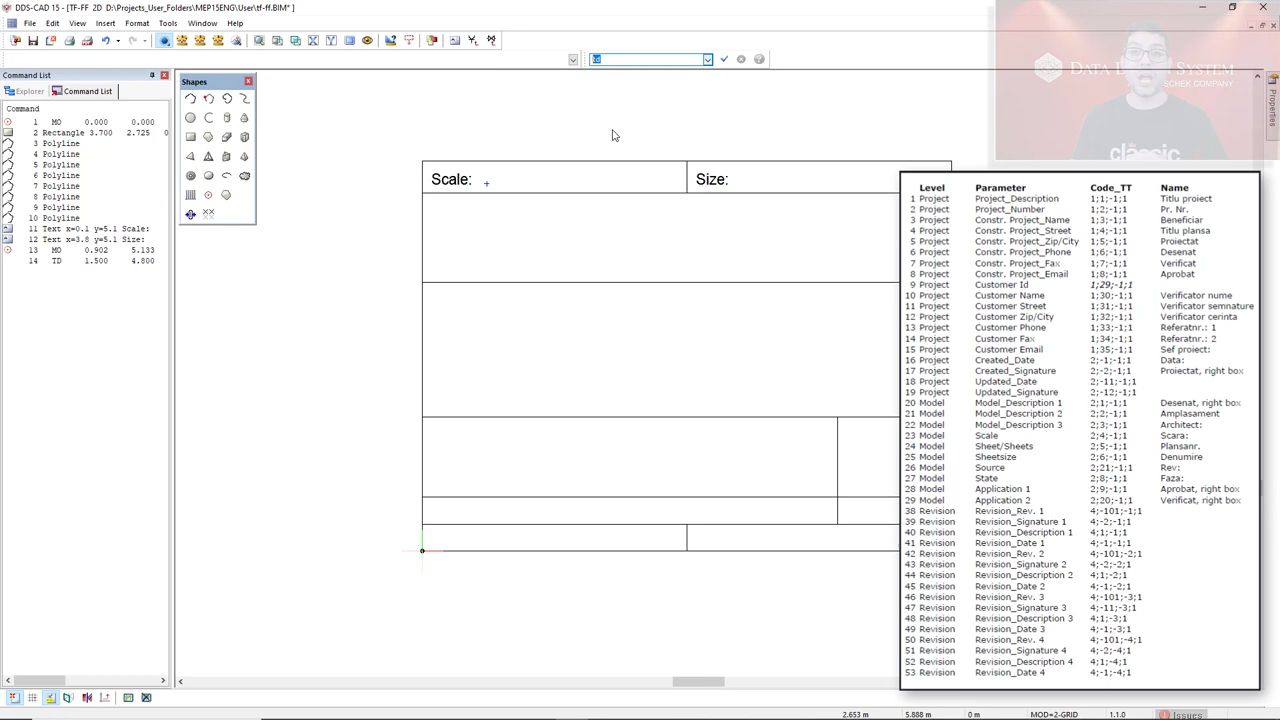 DDS-CAD 15 - [TF-FF  2D  D:\Projects_User_Folders\MEP15ENG\User\tf-ff.BIM* ]
File Edit View Insert Format Tools Window Help
Command List
Explorer Command List
Command
1 MO 0.000 0.000
2 Rectangle 3.700 2.725 0
3 Polyline
4 Polyline
5 Polyline
6 Polyline
7 Polyline
8 Polyline
9 Polyline
10 Polyline
11 Text x=0.1 y=5.1 Scale:
12 Text x=3.8 y=5.1 Size:
13 MO 0.902 5.133
14 TD 1.500 4.800
Shapes
Scale:
Size:
DATA SYSTEM
SCHEK COMPANY
classic
Properties
Level Parameter Code_TT Name
1 Project Project_Description 1;1;-1;1 Titlu proiect
2 Project Project_Number 1;2;-1;1 Pr. Nr.
3 Project Constr. Project_Name 1;3;-1;1 Beneficiar
4 Project Constr. Project_Street 1;4;-1;1 Titlu plansa
5 Project Constr. Project_Zip/City 1;5;-1;1 Proiectat
6 Project Constr. Project_Phone 1;6;-1;1 Desenat
7 Project Constr. Project_Fax 1;7;-1;1 Verificat
8 Project Constr. Project_Email 1;8;-1;1 Aprobat
9 Project Customer Id 1;29;-1;1
10 Project Customer Name 1;30;-1;1 Verificator nume
11 Project Customer Street 1;31;-1;1 Verificator semnature
12 Project Customer Zip/City 1;32;-1;1 Verificator cerinta
13 Project Customer Phone 1;33;-1;1 Referatnr.: 1
14 Project Customer Fax 1;34;-1;1 Referatnr.: 2
15 Project Customer Email 1;35;-1;1 Sef proiect:
16 Project Created_Date 2;-1;-1;1 Data:
17 Project Created_Signature 2;-2;-1;1 Proiectat, right box
18 Project Updated_Date 2;-11;-1;1
19 Project Updated_Signature 2;-12;-1;1
20 Model Model_Description 1 2;1;-1;1 Desenat, right box
21 Model Model_Description 2 2;2;-1;1 Amplasament
22 Model Model_Description 3 2;3;-1;1 Architect:
23 Model Scale 2;4;-1;1 Scara:
24 Model Sheet/Sheets 2;5;-1;1 Plansanr.
25 Model Sheetsize 2;6;-1;1 Denumire
26 Model Source 2;21;-1;1 Rev:
27 Model State 2;8;-1;1 Faza:
28 Model Application 1 2;9;-1;1 Aprobat, right box
29 Model Application 2 2;20;-1;1 Verificat, right box
38 Revision Revision_Rev. 1 4;-101;-1;1
39 Revision Revision_Signature 1 4;-2;-1;1
40 Revision Revision_Description 1 4;1;-1;1
41 Revision Revision_Date 1 4;-1;-1;1
42 Revision Revision_Rev. 2 4;-101;-2;1
43 Revision Revision_Signature 2 4;-2;-2;1
44 Revision Revision_Description 2 4;1;-2;1
45 Revision Revision_Date 2 4;-1;-2;1
46 Revision Revision_Rev. 3 4;-101;-3;1
47 Revision Revision_Signature 3 4;-11;-3;1
48 Revision Revision_Description 3 4;1;-3;1
49 Revision Revision_Date 3 4;-1;-3;1
50 Revision Revision_Rev. 4 4;-101;-4;1
51 Revision Revision_Signature 4 4;-2;-4;1
52 Revision Revision_Description 4 4;1;-4;1
53 Revision Revision_Date 4 4;-1;-4;1
2.653 m 5.888 m 0 m MOD=2-GRID 1.1.0 Issues